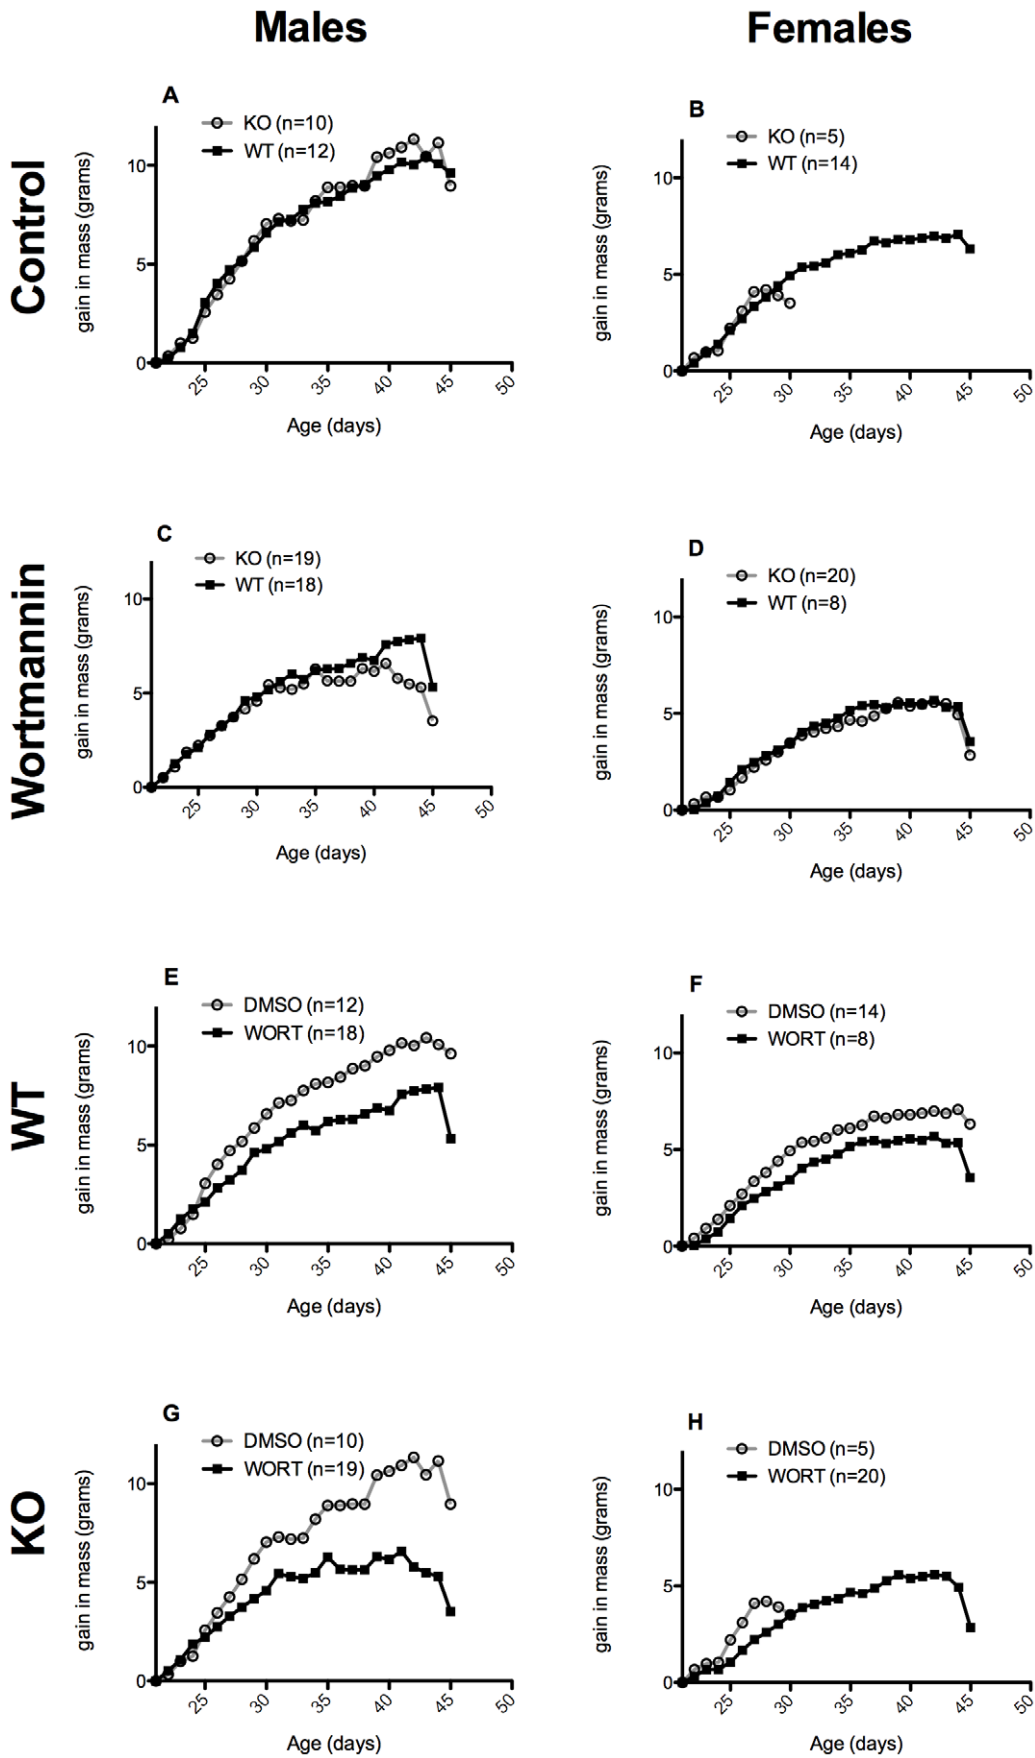 Males
Females
Control
A
KO (n=10)
WT (n=12)
gain in mass (grams)
10
5
0
25 30 35 40 45 50
Age (days)
B
KO (n=5)
WT (n=14)
gain in mass (grams)
10
5
0
25 30 35 40 45 50
Age (days)
Wortmannin
C
KO (n=19)
WT (n=18)
gain in mass (grams)
10
5
0
25 30 35 40 45 50
Age (days)
D
KO (n=20)
WT (n=8)
gain in mass (grams)
10
5
0
25 30 35 40 45 50
Age (days)
WT
E
DMSO (n=12)
WORT (n=18)
gain in mass (grams)
10
5
0
25 30 35 40 45 50
Age (days)
F
DMSO (n=14)
WORT (n=8)
gain in mass (grams)
10
5
0
25 30 35 40 45 50
Age (days)
KO
G
DMSO (n=10)
WORT (n=19)
gain in mass (grams)
10
5
0
25 30 35 40 45 50
Age (days)
H
DMSO (n=5)
WORT (n=20)
gain in mass (grams)
10
5
0
25 30 35 40 45 50
Age (days)